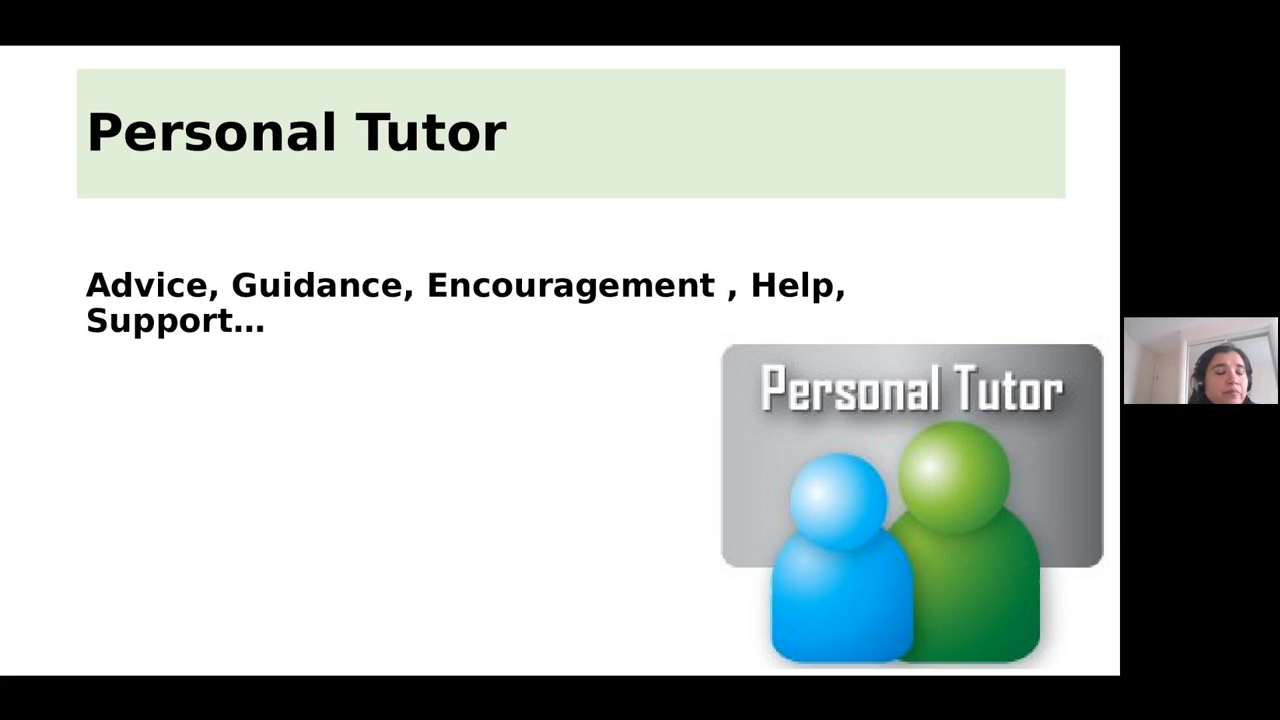 Personal Tutor
Advice, Guidance, Encouragement , Help,
Support...
Personal Tutor